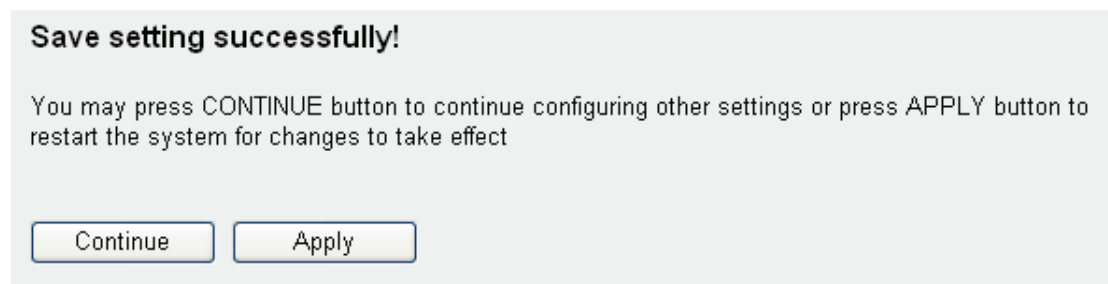 Save setting successfully!
You may press CONTINUE button to continue configuring other settings or press APPLY button to
restart the system for changes to take effect
Continue
Apply